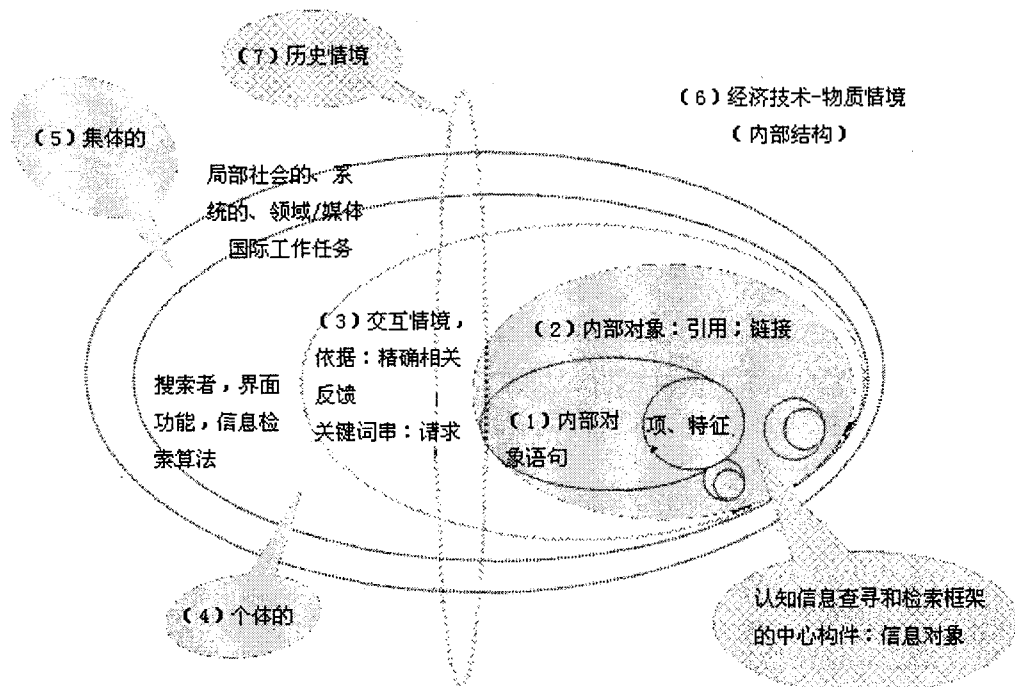 （7）历史情境
（6）经济技术-物质情境
（内部结构）
（5）集体的
局部社会的、系
统的、领域/媒体
国际工作任务
（3）交互情境，
依据：精确相关
反馈
关键词串：请求
（2）内部对象：引用；链接
搜索者，界面
功能，信息检
索算法
（1）内部对
象语句
项、特征
（4）个体的
认知信息查寻和检索框架
的中心构件：信息对象